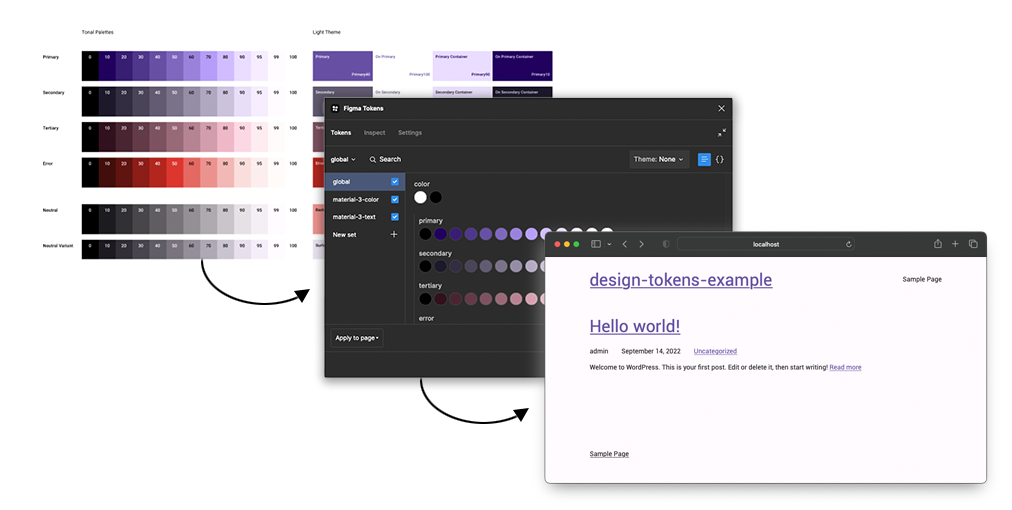 Tonal Palettes
Light Theme
Primary
0 10 20 30 40 50 60 70 80 90 95 99 100
Primary
Primary40
On Primary
Primary100
Primary Container
Primary90
On Primary Container
Primary10
Secondary
0 10 20 30 40 50 60 70 80 90 95 99 100
Secondary
On Secondary
Secondary Container
On Secondary Container
Tertiary
0 10 20 30 40 50 60 70 80 90 95 99 100
Error
0 10 20 30 40 50 60 70 80 90 95 99 100
Neutral
0 10 20 30 40 50 60 70 80 90 95 99 100
Neutral Variant
0 10 20 30 40 50 60 70 80 90 95 99 100
Figma Tokens
Tokens Inspect Settings
global Search Theme: None {}
global
material-3-color
material-3-text
New set
color
primary
secondary
tertiary
error
Apply to page
localhost
design-tokens-example
Sample Page
Hello world!
admin September 14, 2022 Uncategorized
Welcome to WordPress. This is your first post. Edit or delete it, then start writing! Read more
Sample Page